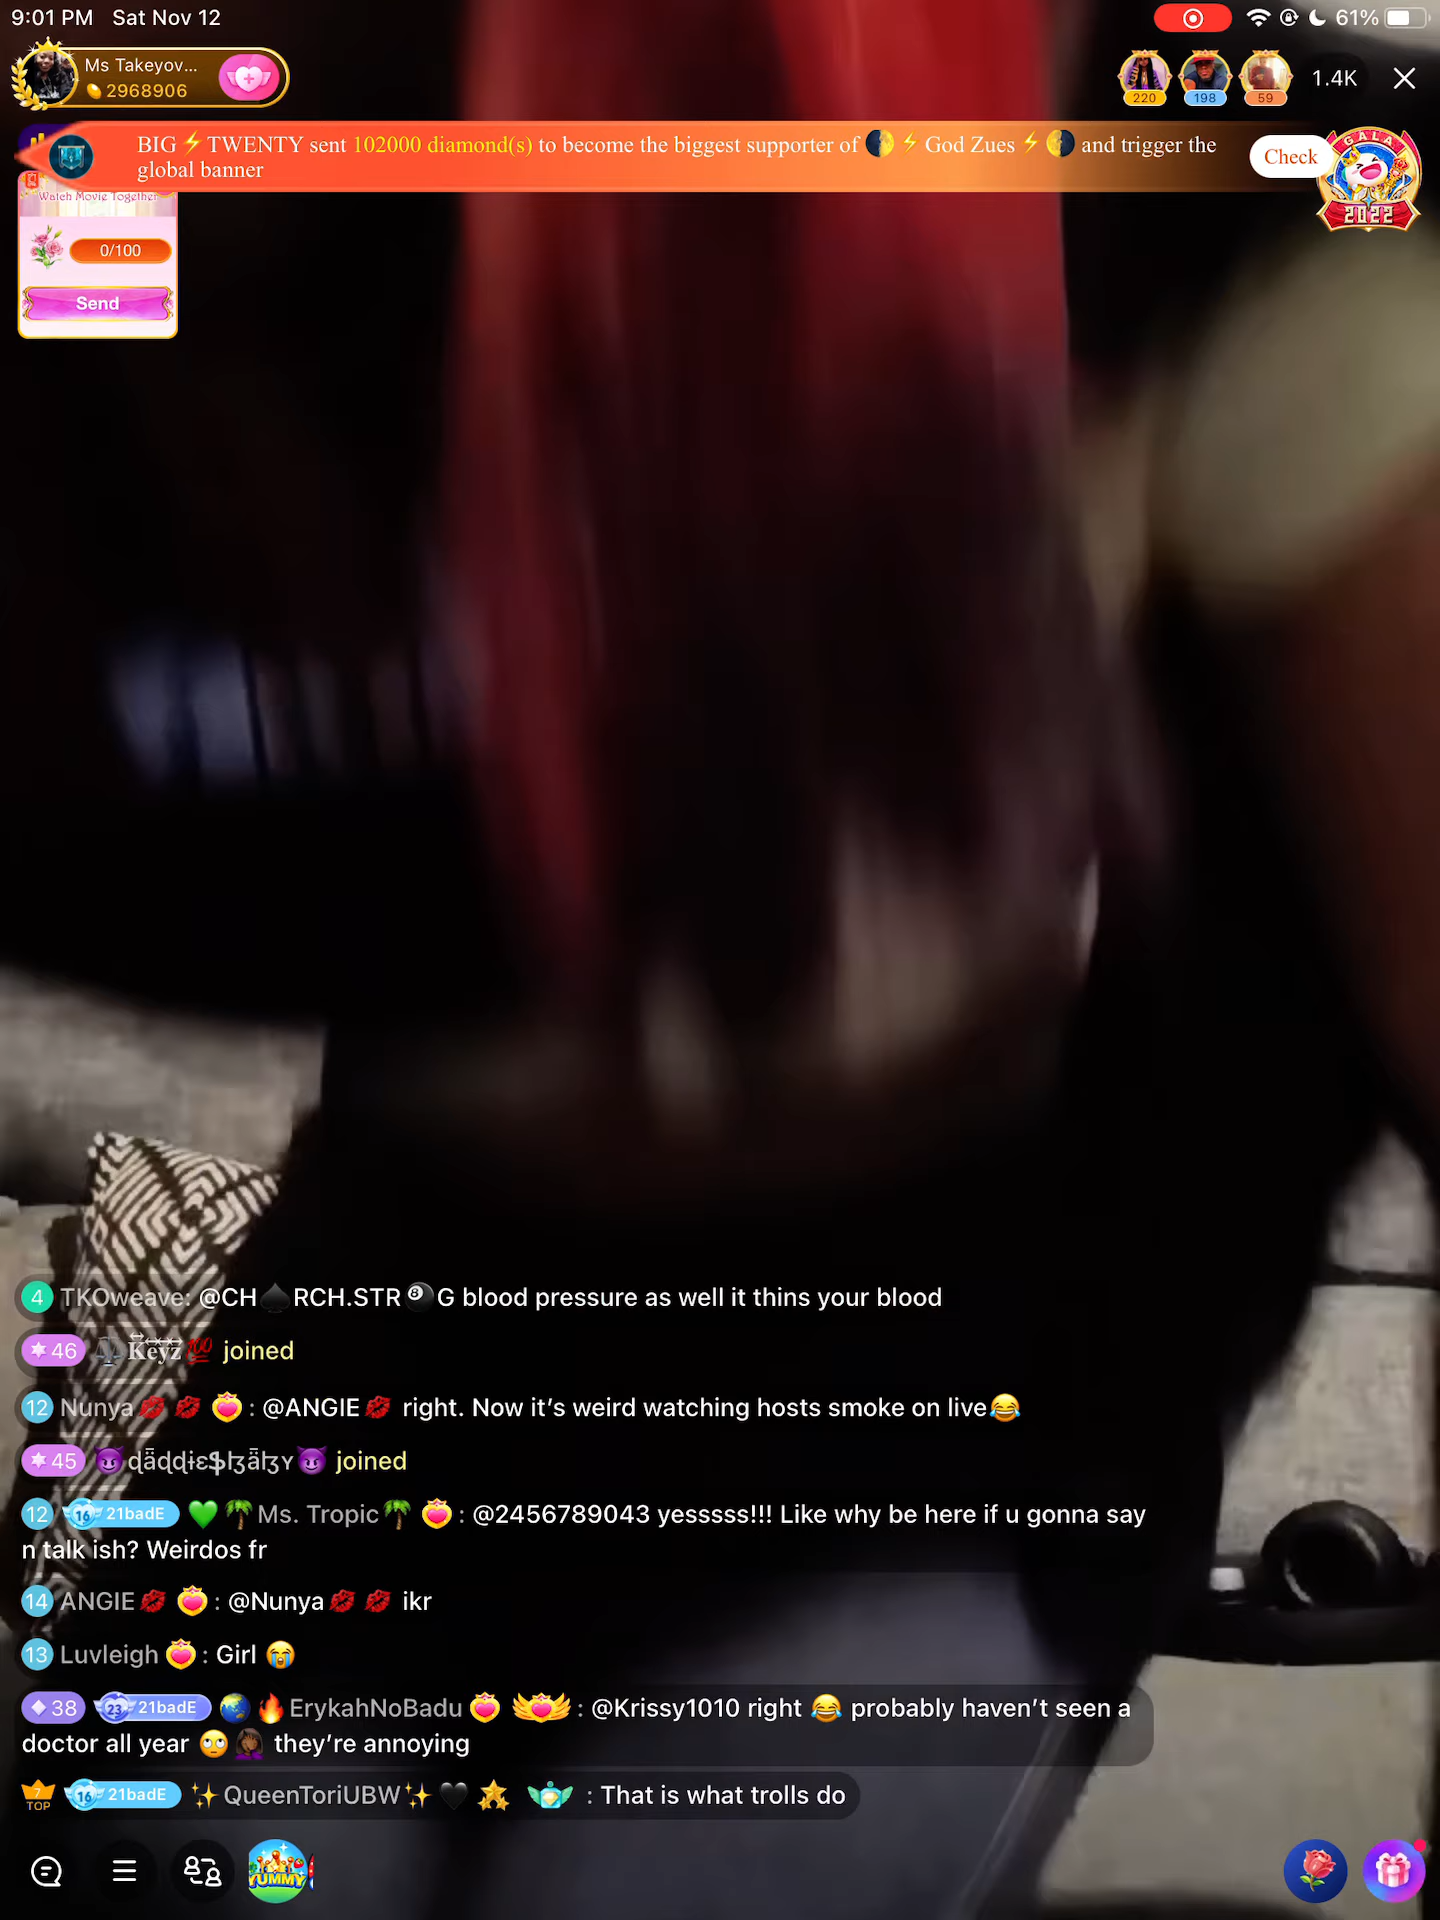 9:01 PM Sat Nov 12
61%
Ms Takeyov...
2968906
220
198
59
1.4K
BIG⚡TWENTY sent 102000 diamond(s) to become the biggest supporter of 🌓⚡God Zues⚡🌗 and trigger the
global banner
Check
GALA
2022
Watch Movie Together
0/100
Send
4 TKOweave: @CH♠️RCH.STR🎱G blood pressure as well it thins your blood
46 Keyz💯 joined
12 Nunya💋💋 : @ANGIE💋 right. Now it’s weird watching hosts smoke on live😂
45 joined
12 16 21badE 💚🌴Ms. Tropic🌴 : @2456789043 yesssss!!! Like why be here if u gonna say
n talk ish? Weirdos fr
14 ANGIE💋 : @Nunya💋💋 ikr
13 Luvleigh : Girl 😭
38 23 21badE 🌏🔥ErykahNoBadu : @Krissy1010 right 😂 probably haven’t seen a
doctor all year 🙄🤦🏾‍♀️ they’re annoying
7 TOP 16 21badE ✨QueenToriUBW✨🖤 : That is what trolls do
YUMMY